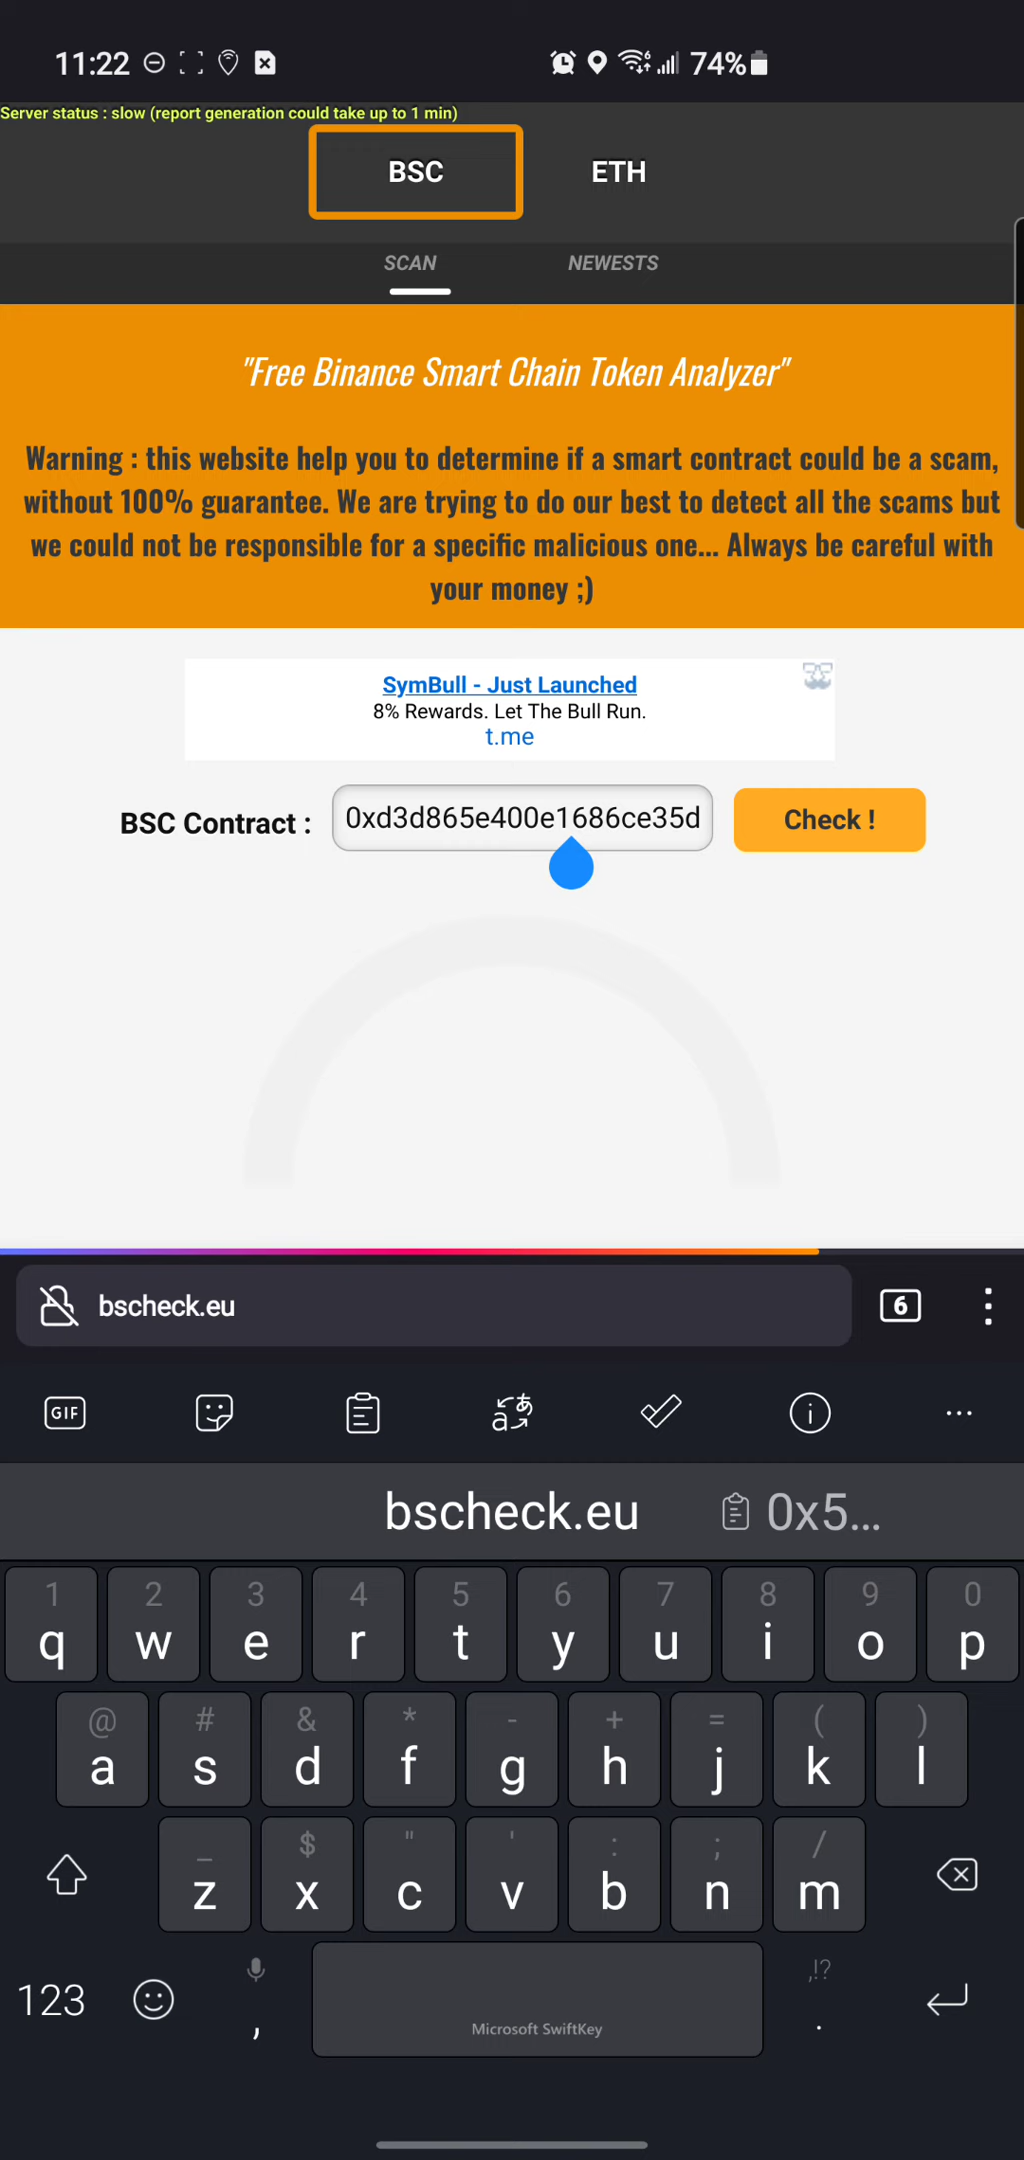 11:22
74%
Server status : slow (report generation could take up to 1 min)
BSC
ETH
SCAN
NEWESTS
"Free Binance Smart Chain Token Analyzer"
Warning : this website help you to determine if a smart contract could be a scam,
without 100% guarantee. We are trying to do our best to detect all the scams but
we could not be responsible for a specific malicious one... Always be careful with
your money ;)
SymBull - Just Launched
8% Rewards. Let The Bull Run.
t.me
BSC Contract : 0xd3d865e400e1686ce35d Check !
bscheck.eu
6
GIF
bscheck.eu 0x5...
1 2 3 4 5 6 7 8 9 0
q w e r t y u i o p
@ # & * - + = ( )
a s d f g h j k l
_ $ " ' : ; /
z x c v b n m
,!?
123 , .
Microsoft SwiftKey